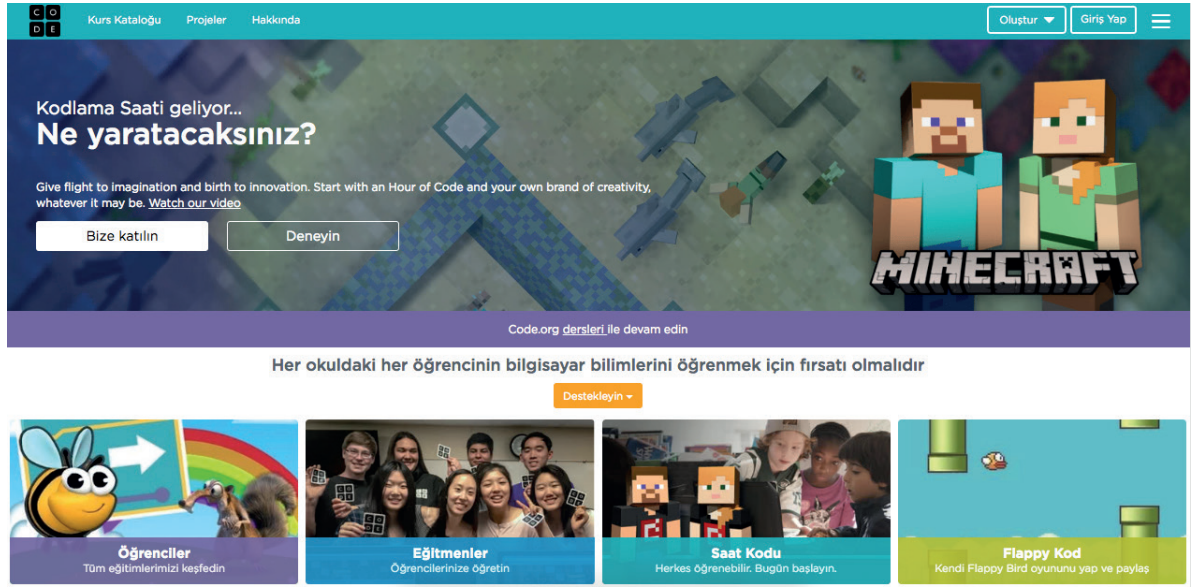 C O
D E
Kurs Kataloğu Projeler Hakkında
Oluştur
Giriş Yap
Kodlama Saati geliyor...
Ne yaratacaksınız?
Give flight to imagination and birth to innovation. Start with an Hour of Code and your own brand of creativity,
whatever it may be. Watch our video
Bize katılın
Deneyin
MINECRAFT
Code.org dersleri ile devam edin
Her okuldaki her öğrencinin bilgisayar bilimlerini öğrenmek için fırsatı olmalıdır
Destekleyin
Öğrenciler
Tüm eğitimlerimizi keşfedin
Eğitmenler
Öğrencilerinize öğretin
Saat Kodu
Herkes öğrenebilir. Bugün başlayın.
Flappy Kod
Kendi Flappy Bird oyununu yap ve paylaş